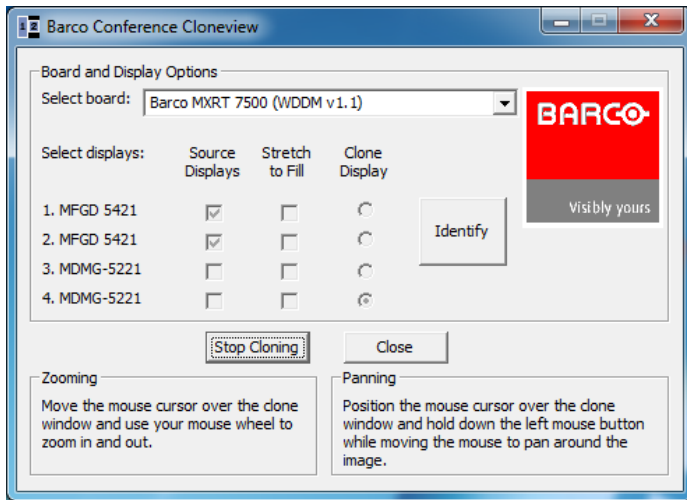 1 2 Barco Conference Cloneview
Board and Display Options
Select board: Barco MXRT 7500 (WDDM v1.1)
BARCO
Visibly yours
Select displays: Source Displays Stretch to Fill Clone Display
1. MFGD 5421
2. MFGD 5421
3. MDMG-5221
4. MDMG-5221
Identify
Stop Cloning Close
Zooming
Move the mouse cursor over the clone
window and use your mouse wheel to
zoom in and out.
Panning
Position the mouse cursor over the clone
window and hold down the left mouse button
while moving the mouse to pan around the
image.